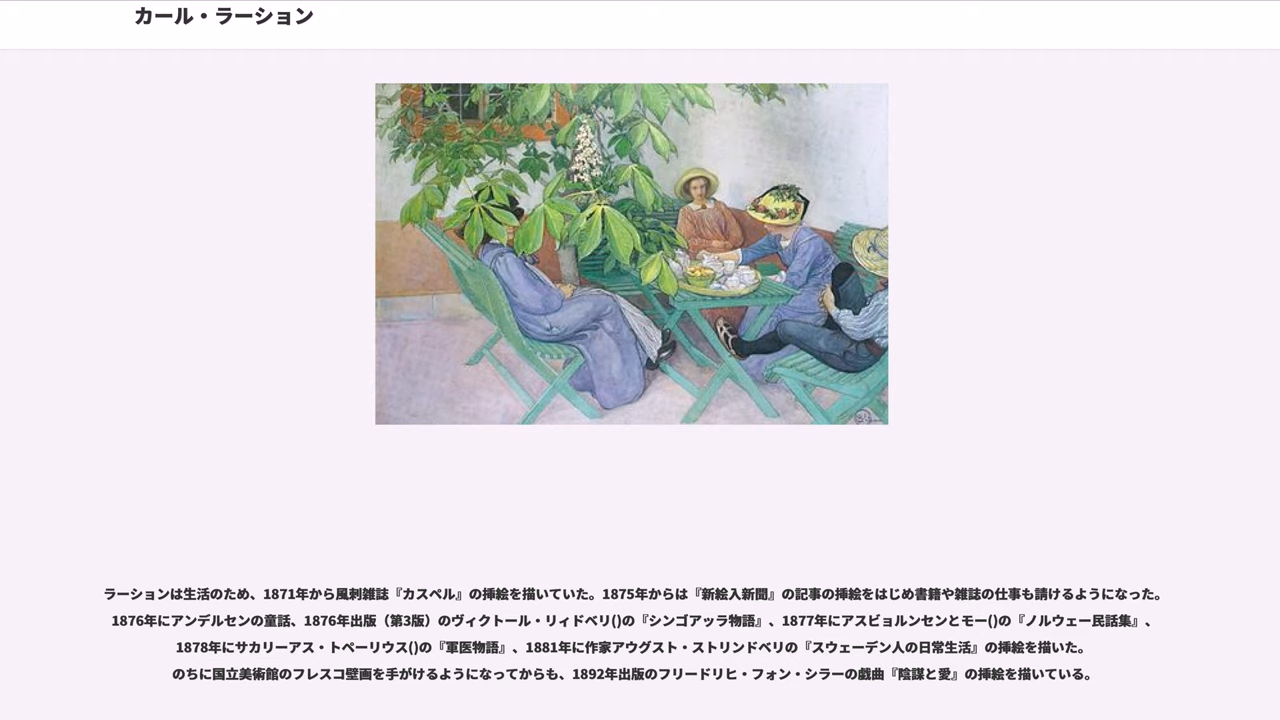 カール・ラーション
ラーションは生活のため、1871年から風刺雑誌『カスペル』の挿絵を描いていた。1875年からは『新絵入新聞』の記事の挿絵をはじめ書籍や雑誌の仕事も請けるようになった。
1876年にアンデルセンの童話、1876年出版（第3版）のヴィクトール・リィドベリ()の『シンゴアッラ物語』、1877年にアスビョルンセンとモー()の『ノルウェー民話集』、
1878年にサカリーアス・トペーリウス()の『軍医物語』、1881年に作家アウグスト・ストリンドベリの『スウェーデン人の日常生活』の挿絵を描いた。
のちに国立美術館のフレスコ壁画を手がけるようになってからも、1892年出版のフリードリヒ・フォン・シラーの戯曲『陰謀と愛』の挿絵を描いている。